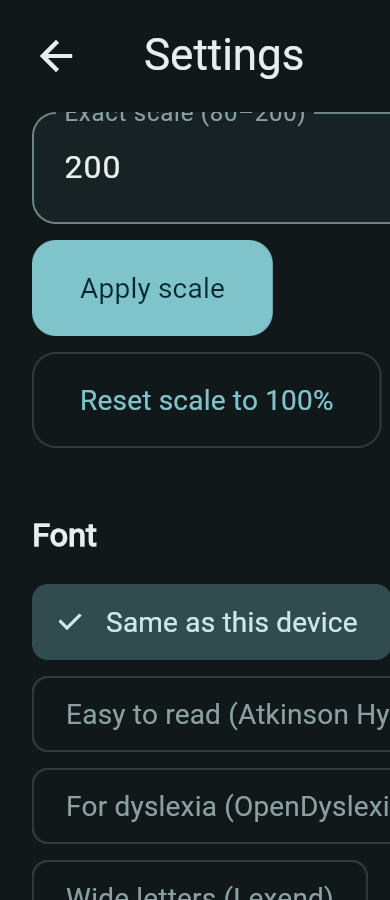 Settings
Exact scale (80–200)
200
Apply scale
Reset scale to 100%
Font
Same as this device
Easy to read (Atkinson Hy
For dyslexia (OpenDyslexi
Wide letters (Lexend)